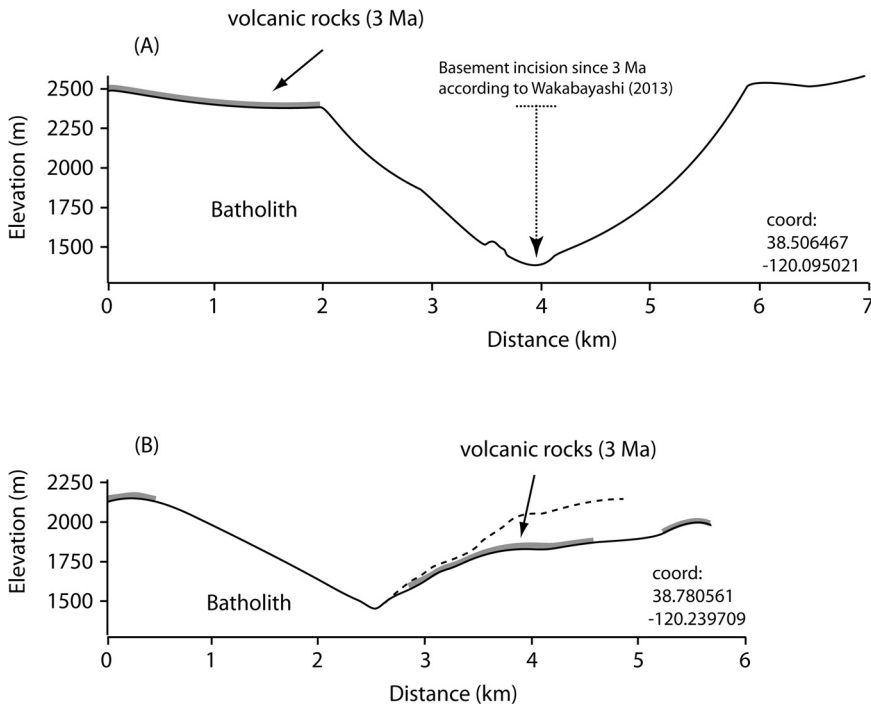 volcanic rocks (3 Ma)
(A)
Basement incision since 3 Ma
according to Wakabayashi (2013)
2500
2250
2000
1750
1500
Elevation (m)
Batholith
coord:
38.506467
-120.095021
0 1 2 3 4 5 6 7
Distance (km)
(B)
volcanic rocks (3 Ma)
2250
2000
1750
1500
Elevation (m)
Batholith
coord:
38.780561
-120.239709
0 1 2 3 4 5 6
Distance (km)